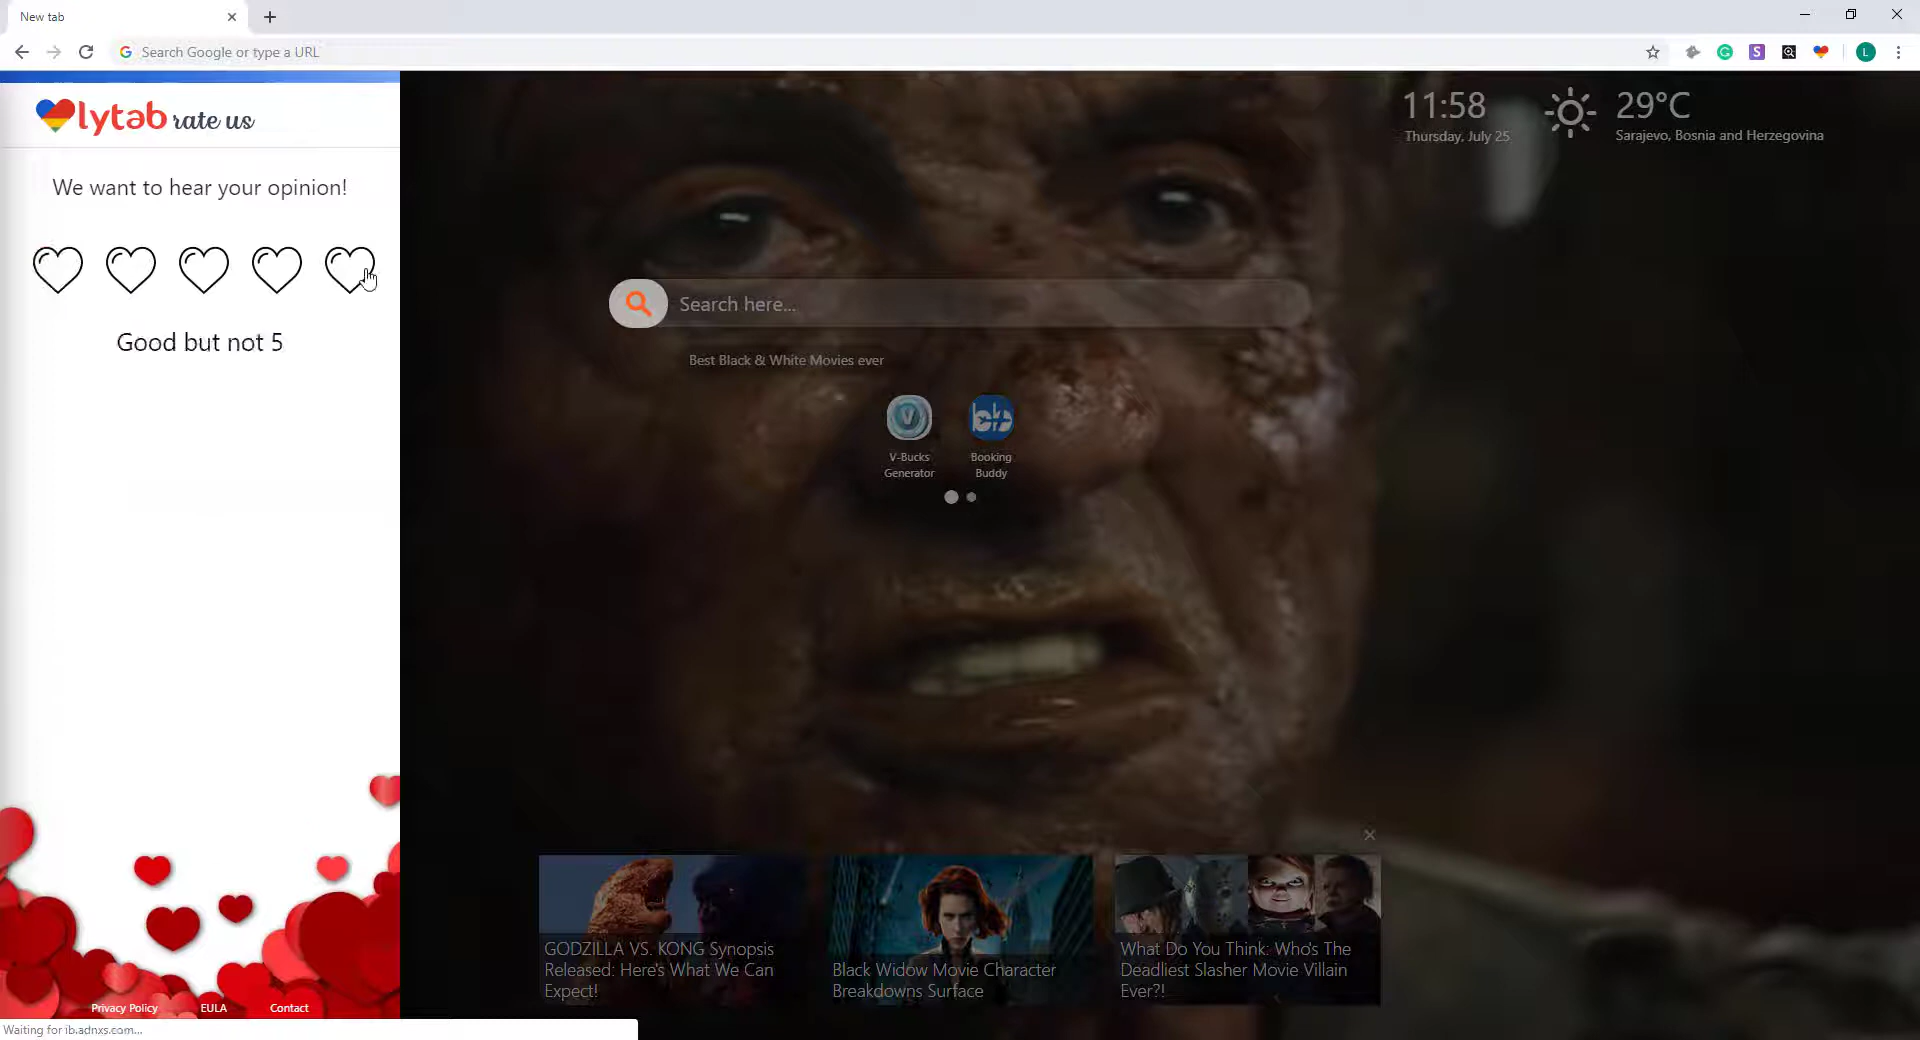 New tab
Search Google or type a URL
L
lytab rate us
We want to hear your opinion!
Good but not 5
11:58
Thursday, July 25
29°C
Sarajevo, Bosnia and Herzegovina
Search here...
Best Black & White Movies ever
V-Bucks
Generator
Booking
Buddy
GODZILLA VS. KONG Synopsis
Released: Here's What We Can
Expect!
Black Widow Movie Character
Breakdowns Surface
What Do You Think: Who's The
Deadliest Slasher Movie Villain
Ever?!
Privacy Policy EULA Contact
Waiting for ib.adnxs.com...